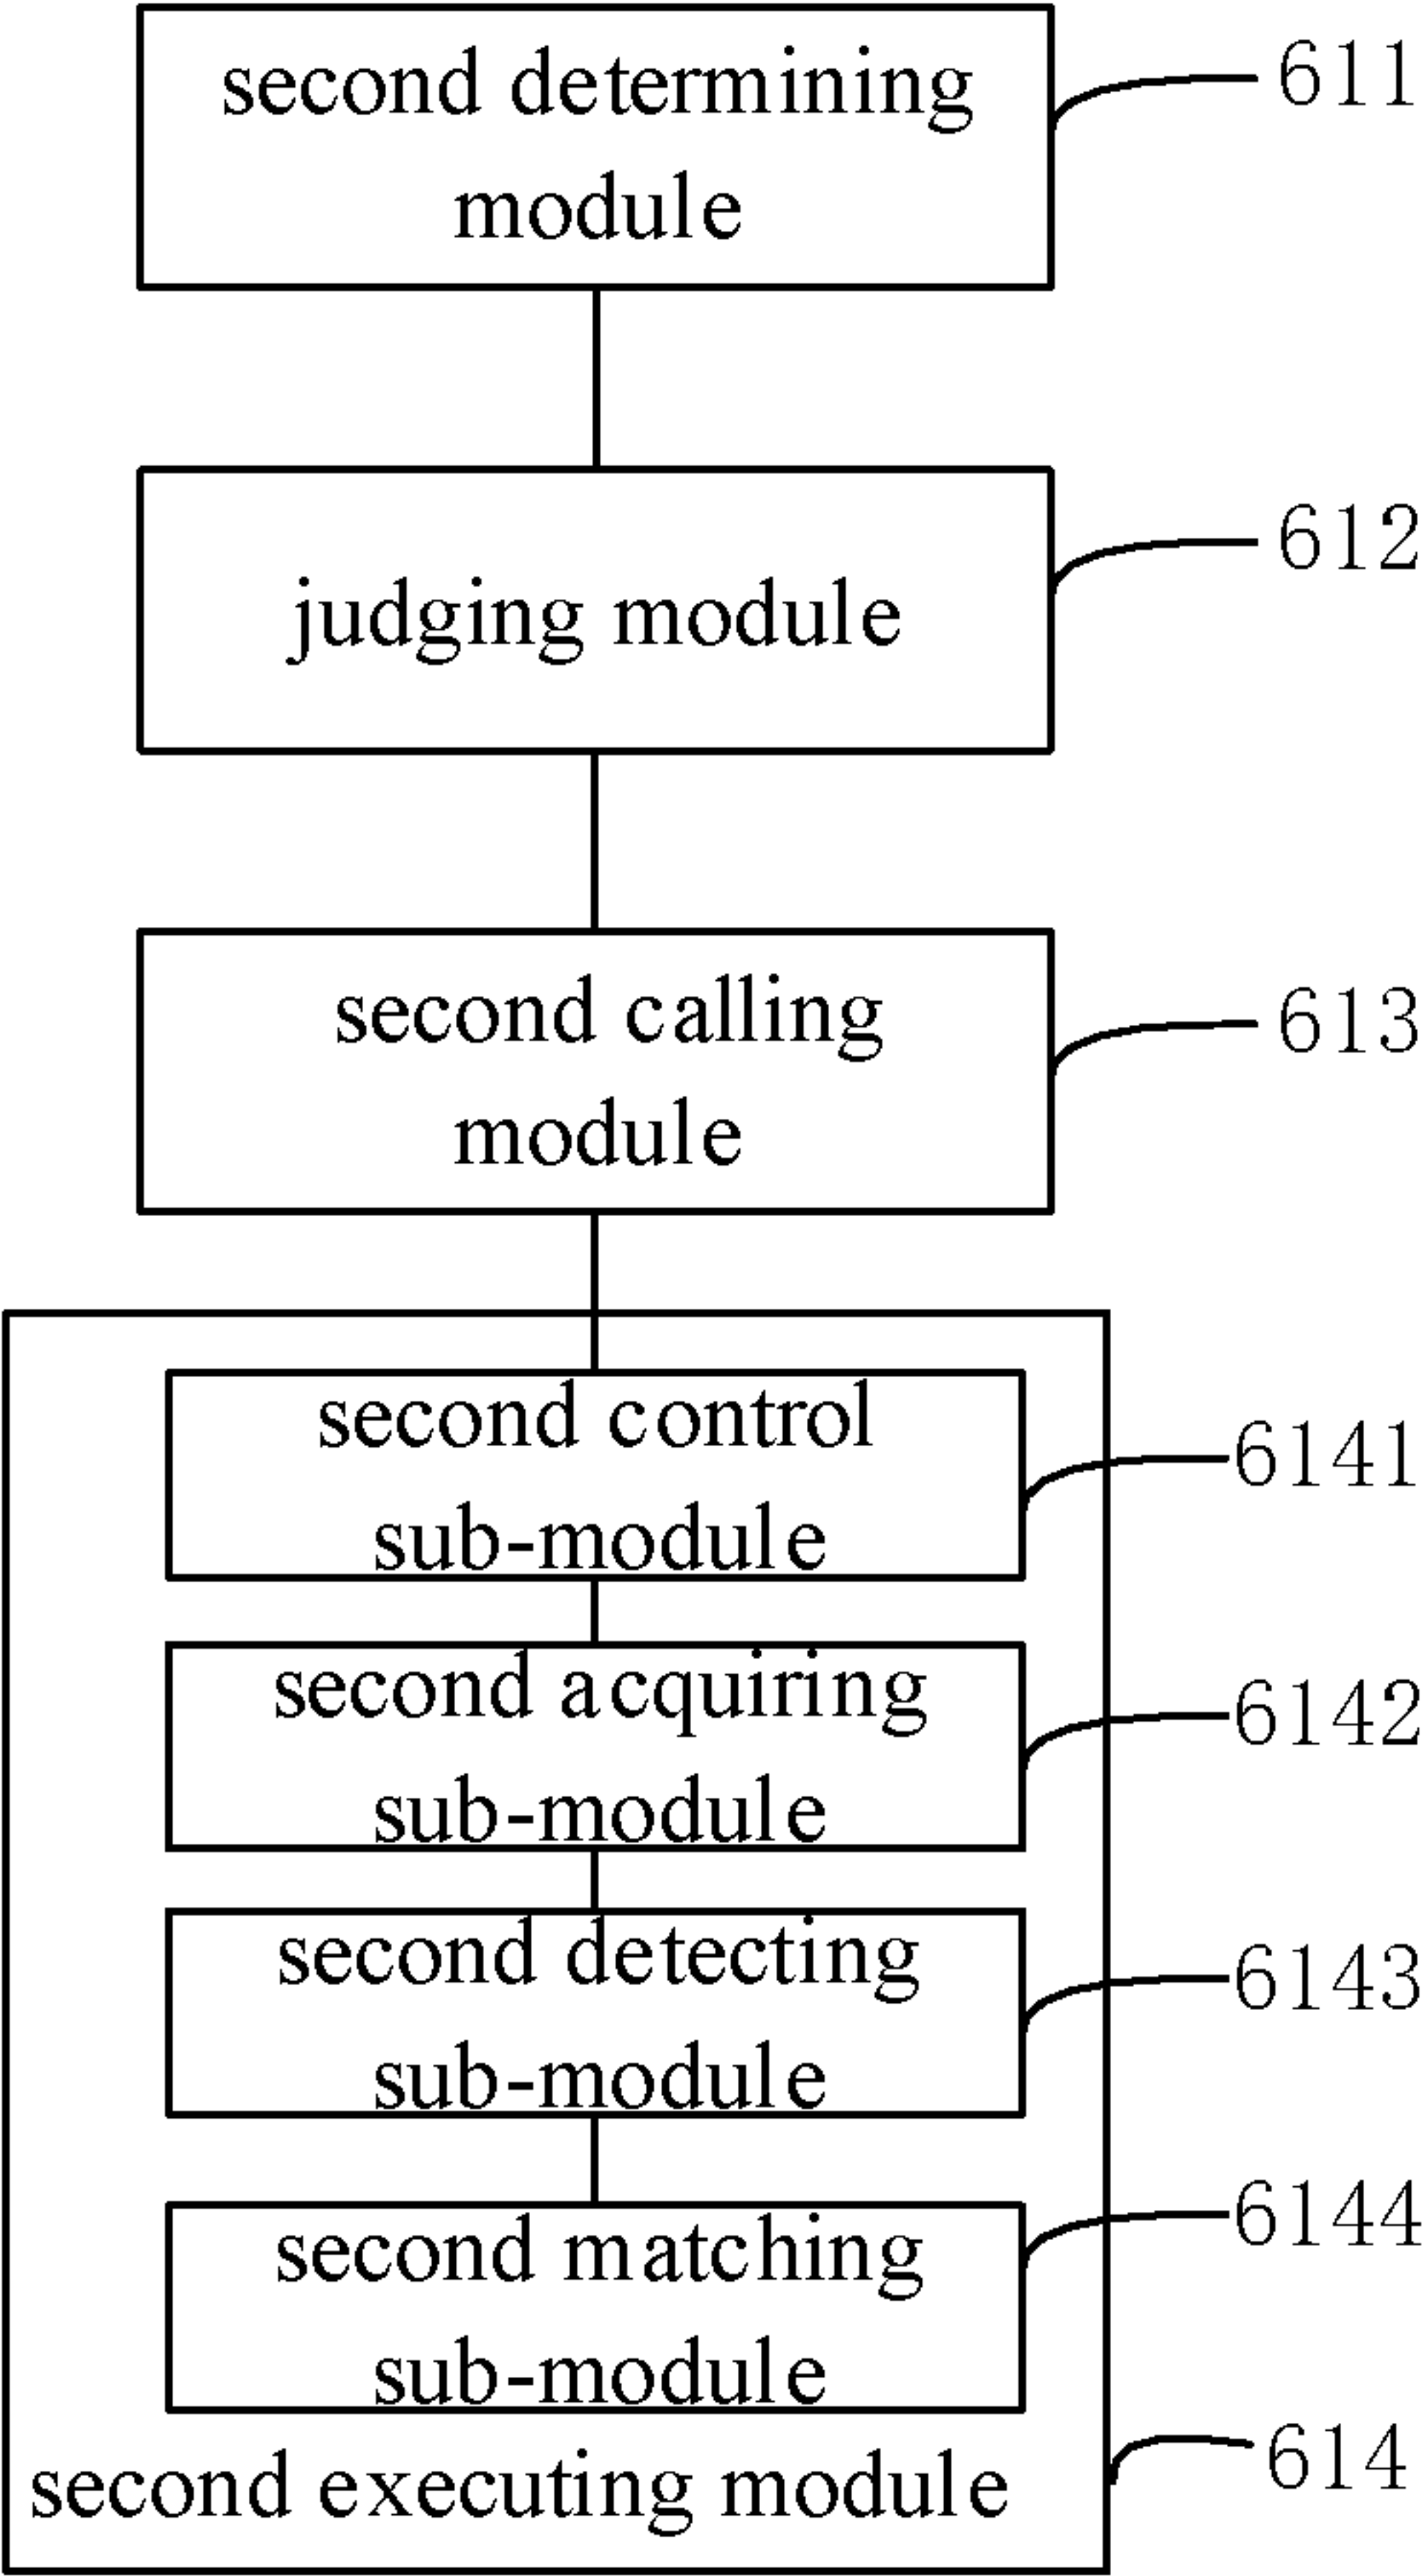 second determining
module
611
judging module
612
second calling
module
613
second control
sub-module
6141
second acquiring
sub-module
6142
second detecting
sub-module
6143
second matching
sub-module
6144
second executing module
614